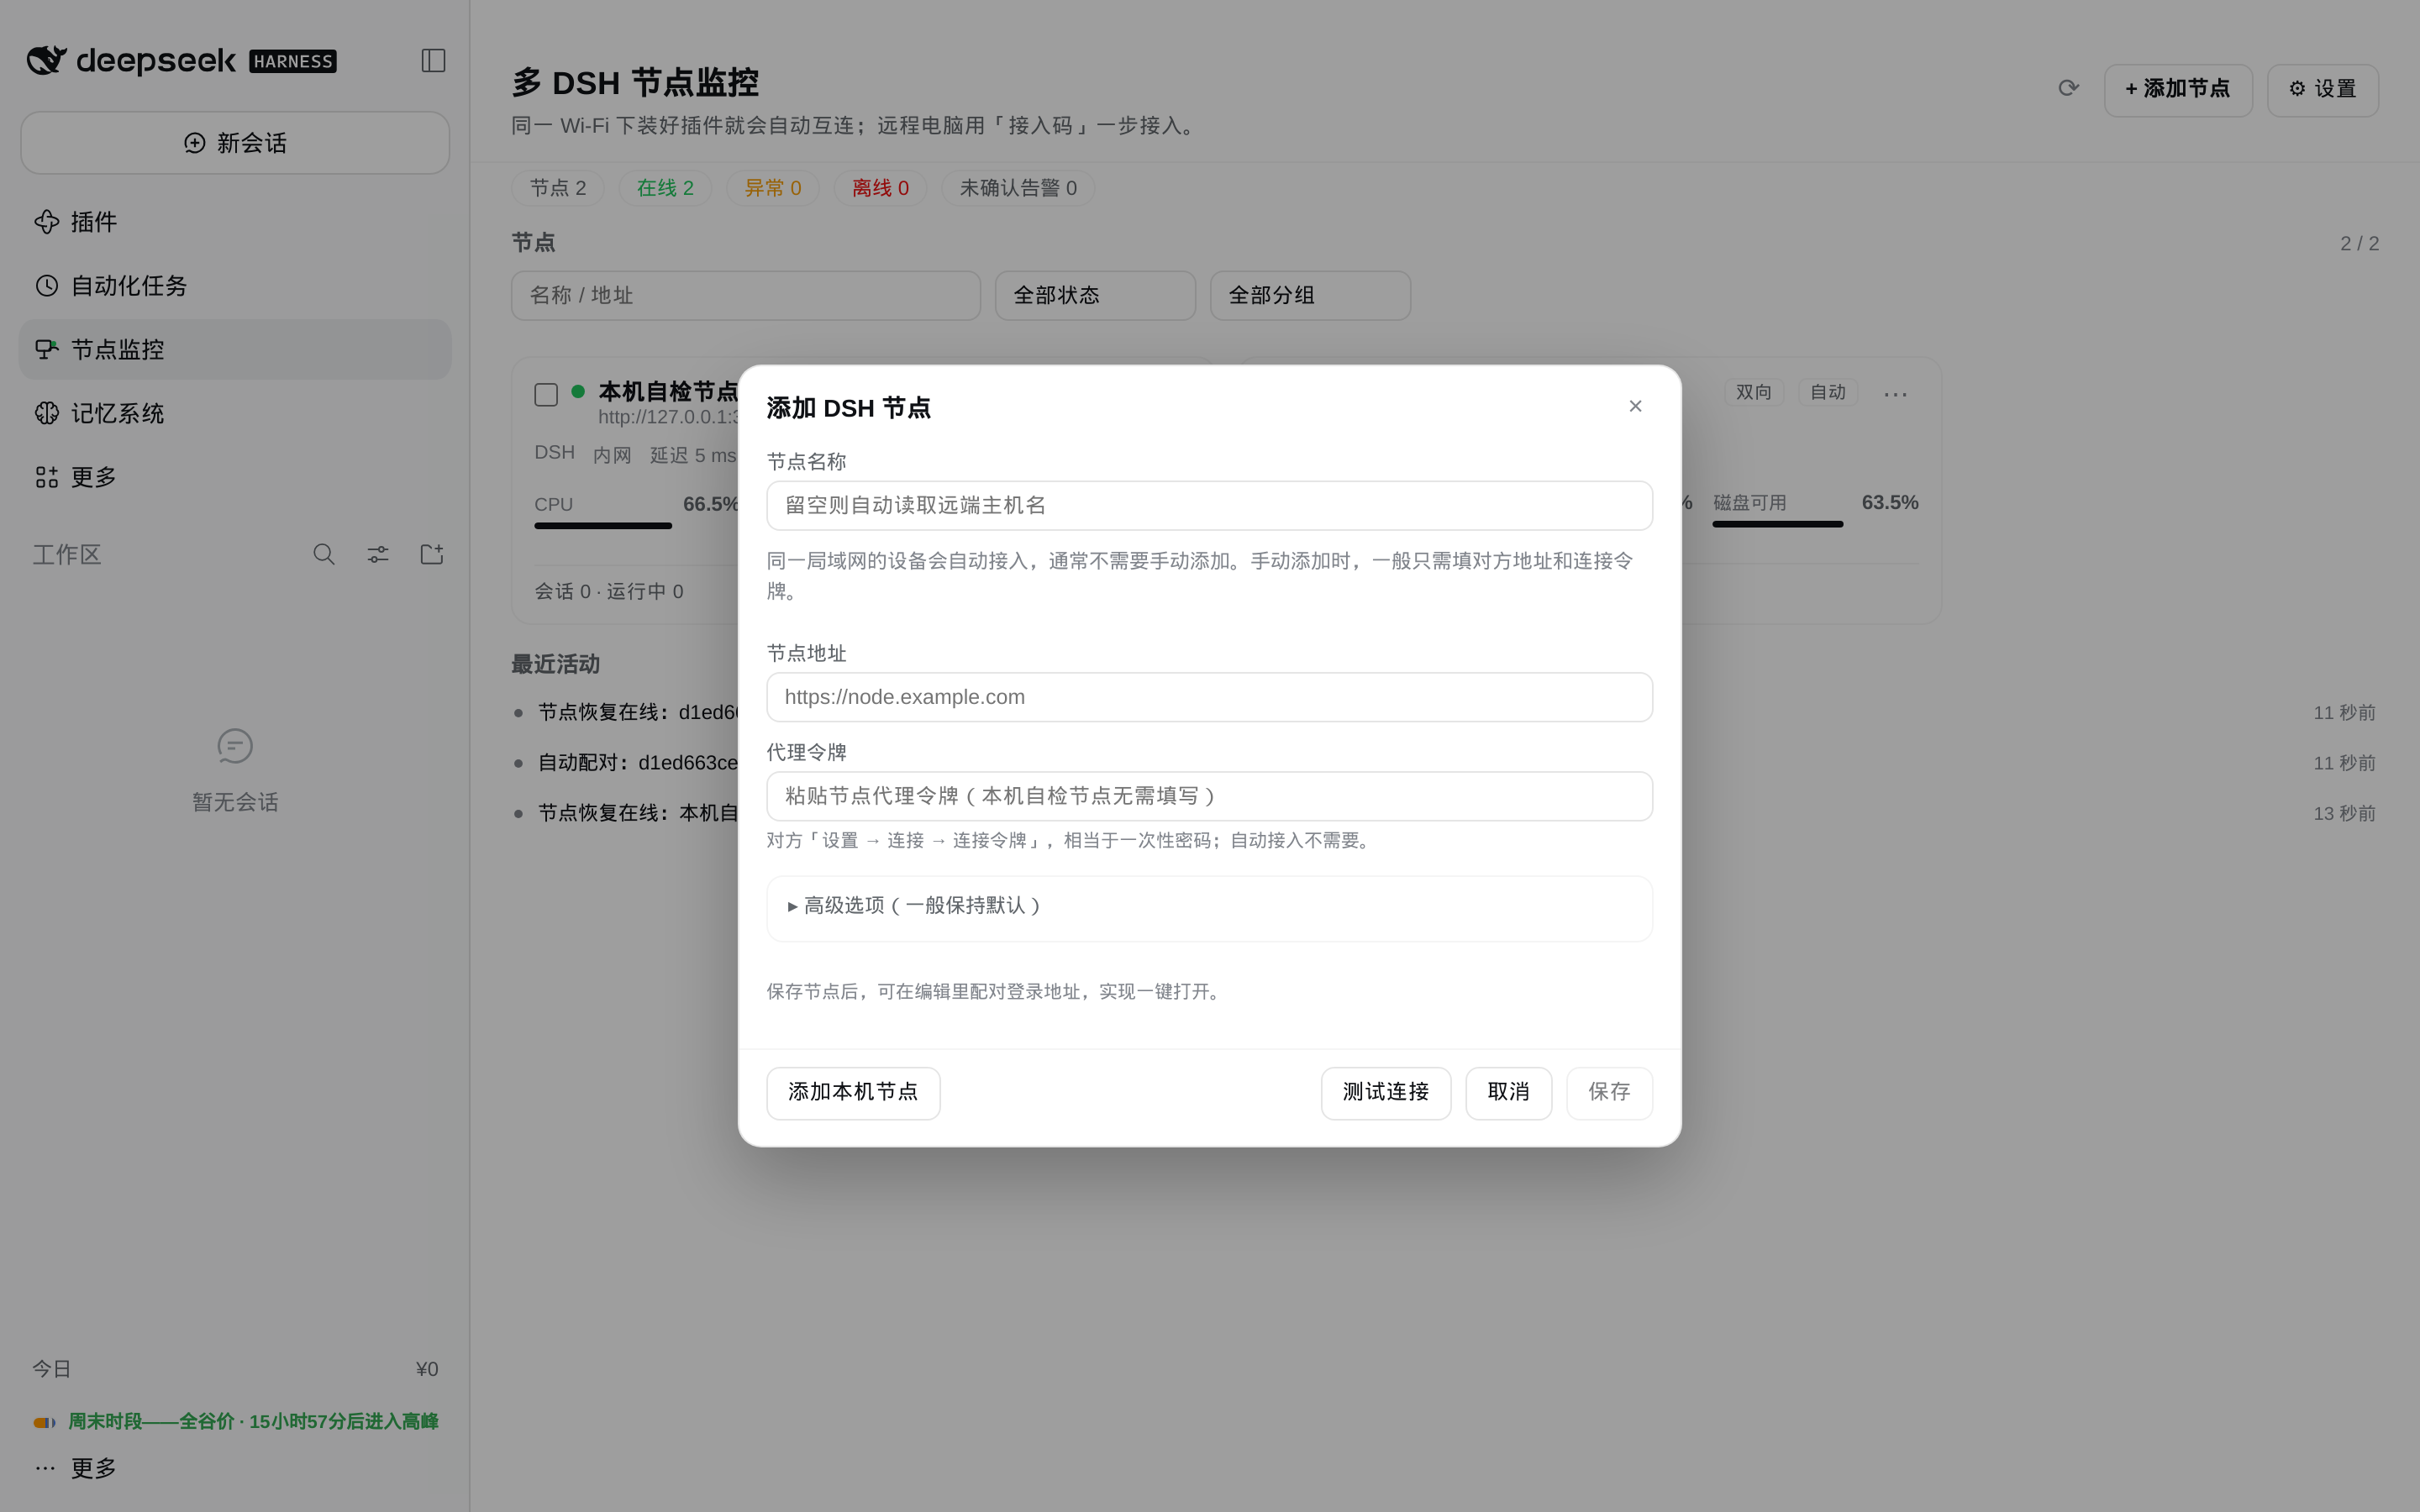 deepseek HARNESS
新会话
插件
自动化任务
节点监控
记忆系统
更多
工作区
暂无会话
今日 ¥0
周末时段——全谷价 · 15小时57分后进入高峰
更多
多 DSH 节点监控
同一 Wi-Fi 下装好插件就会自动互连；远程电脑用「接入码」一步接入。
+ 添加节点
设置
节点 2
在线 2
异常 0
离线 0
未确认告警 0
节点
2 / 2
名称 / 地址
全部状态
全部分组
本机自检节点
http://127.0.0.1:
DSH 内网 延迟 5 ms
CPU 66.5%
会话 0 · 运行中 0
双向
自动
磁盘可用 63.5%
最近活动
节点恢复在线：d1ed6
11 秒前
自动配对：d1ed663ce
11 秒前
节点恢复在线：本机自
13 秒前
添加 DSH 节点
节点名称
留空则自动读取远端主机名
同一局域网的设备会自动接入，通常不需要手动添加。手动添加时，一般只需填对方地址和连接令
牌。
节点地址
https://node.example.com
代理令牌
粘贴节点代理令牌（本机自检节点无需填写）
对方「设置 → 连接 → 连接令牌」，相当于一次性密码；自动接入不需要。
▸ 高级选项（一般保持默认）
保存节点后，可在编辑里配对登录地址，实现一键打开。
添加本机节点
测试连接
取消
保存